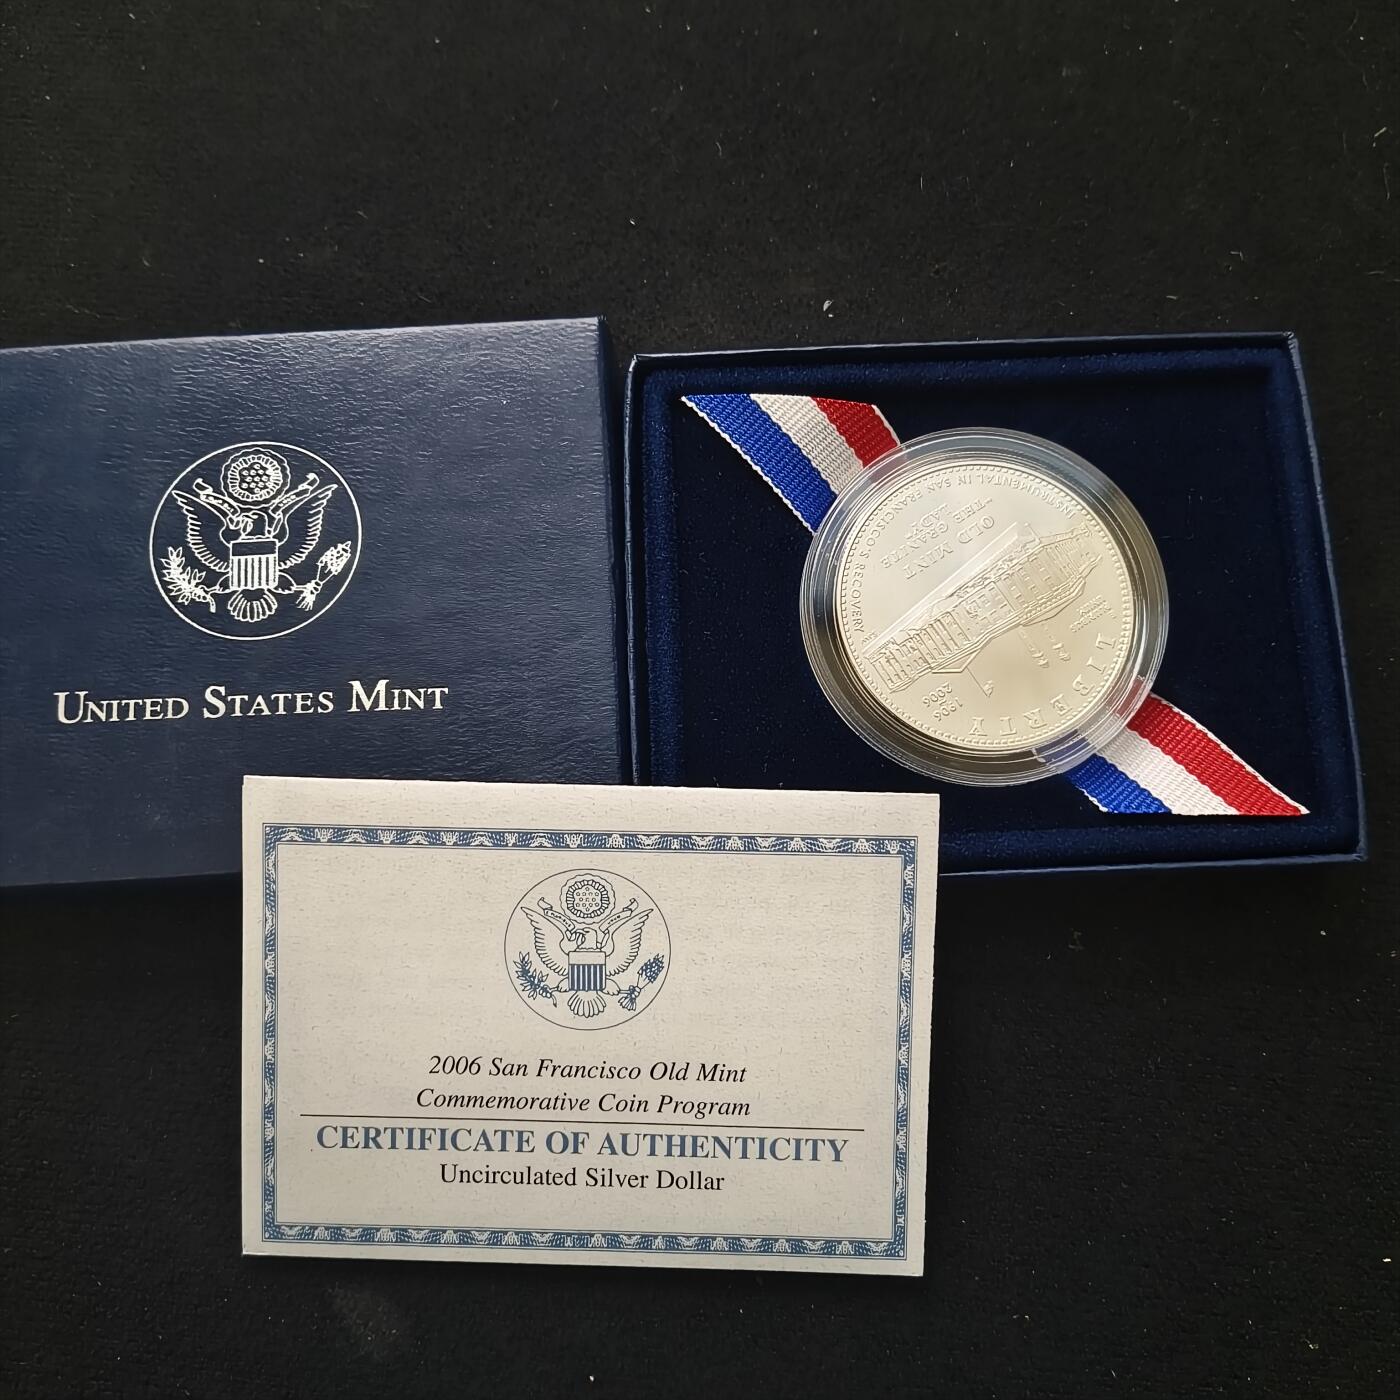 UNITED STATES MINT
INSTRUMENTAL IN SAN FRANCISCO'S RECOVERY
"THE GRANITE
LADY"
OLD MINT
1906
2006
LIBERTY
2006 San Francisco Old Mint
Commemorative Coin Program
CERTIFICATE OF AUTHENTICITY
Uncirculated Silver Dollar